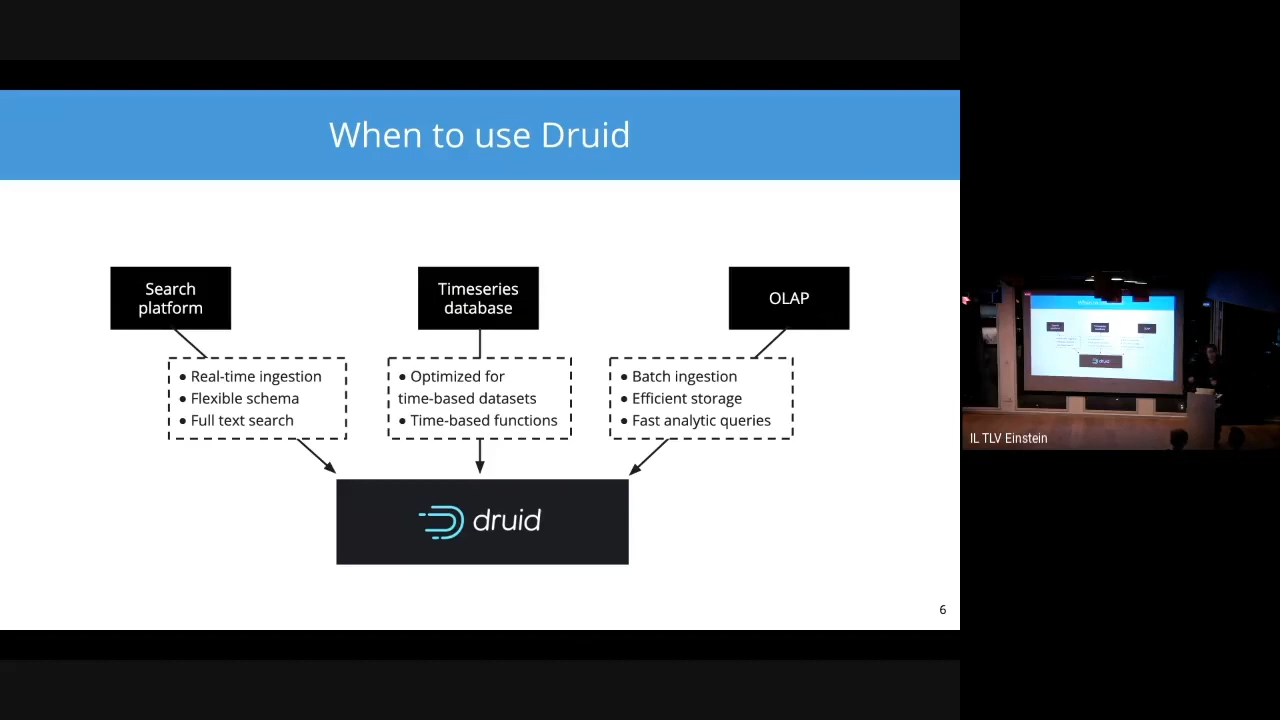 When to use Druid
Search
platform
Timeseries
database
OLAP
● Real-time ingestion
● Flexible schema
● Full text search
● Optimized for
time-based datasets
● Time-based functions
● Batch ingestion
● Efficient storage
● Fast analytic queries
druid
6
IL TLV Einstein